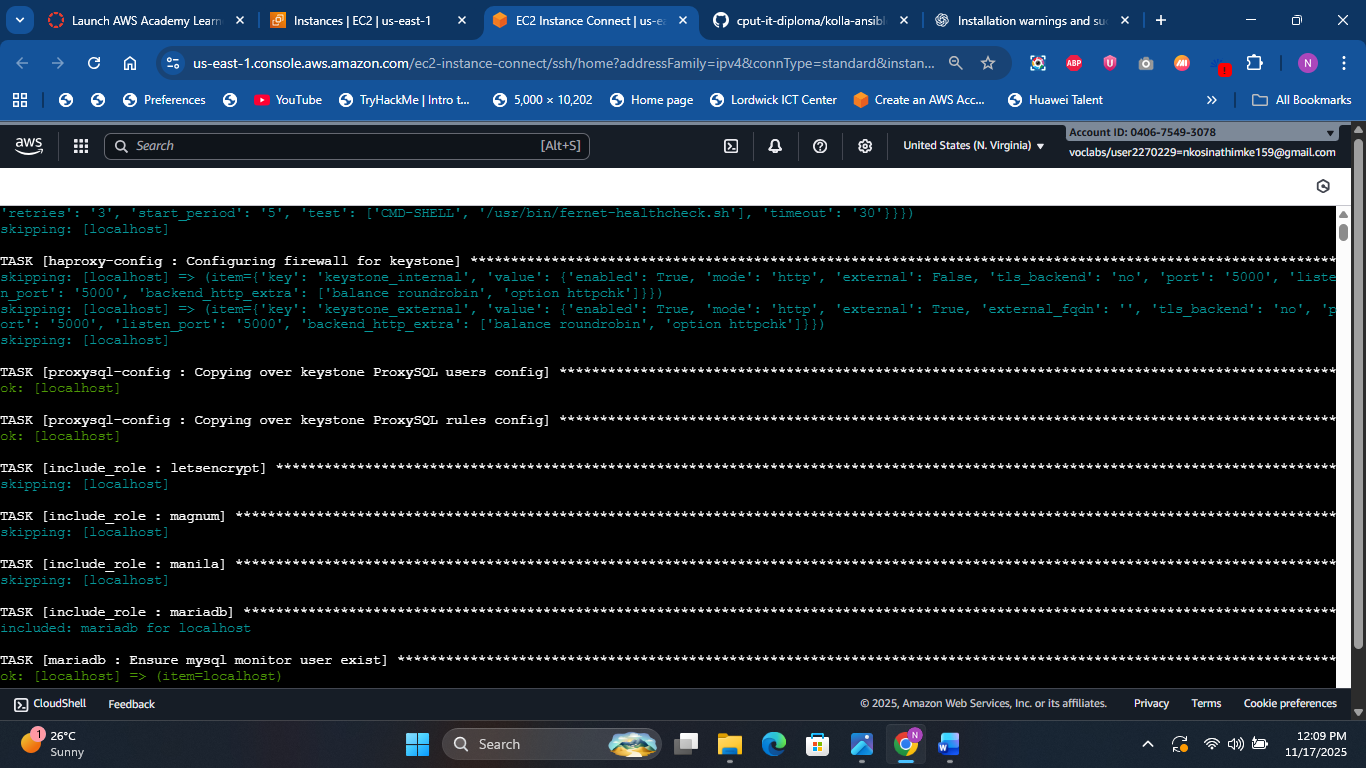 Launch AWS Academy Learn
Instances | EC2 | us-east-1
EC2 Instance Connect | us-ea
cput-it-diploma/kolla-ansibl
Installation warnings and su
us-east-1.console.aws.amazon.com/ec2-instance-connect/ssh/home?addressFamily=ipv4&connType=standard&instan...
ABP
N
Preferences
YouTube
TryHackMe | Intro t...
5,000 × 10,202
Home page
Lordwick ICT Center
Create an AWS Acc...
Huawei Talent
All Bookmarks
aws
Search
[Alt+S]
United States (N. Virginia)
Account ID: 0406-7549-3078
voclabs/user2270229=nkosinathimke159@gmail.com
'retries': '3', 'start_period': '5', 'test': ['CMD-SHELL', '/usr/bin/fernet-healthcheck.sh'], 'timeout': '30'}}})
skipping: [localhost]
TASK [haproxy-config : Configuring firewall for keystone] ***********************************************************************************************************
skipping: [localhost] => (item={'key': 'keystone_internal', 'value': {'enabled': True, 'mode': 'http', 'external': False, 'tls_backend': 'no', 'port': '5000', 'liste
n_port': '5000', 'backend_http_extra': ['balance roundrobin', 'option httpchk']}})
skipping: [localhost] => (item={'key': 'keystone_external', 'value': {'enabled': True, 'mode': 'http', 'external': True, 'external_fqdn': '', 'tls_backend': 'no', 'p
ort': '5000', 'listen_port': '5000', 'backend_http_extra': ['balance roundrobin', 'option httpchk']}})
skipping: [localhost]
TASK [proxysql-config : Copying over keystone ProxySQL users config] ************************************************************************************************
ok: [localhost]
TASK [proxysql-config : Copying over keystone ProxySQL rules config] ************************************************************************************************
ok: [localhost]
TASK [include_role : letsencrypt] ***********************************************************************************************************************************
skipping: [localhost]
TASK [include_role : magnum] ****************************************************************************************************************************************
skipping: [localhost]
TASK [include_role : manila] ****************************************************************************************************************************************
skipping: [localhost]
TASK [include_role : mariadb] ***************************************************************************************************************************************
included: mariadb for localhost
TASK [mariadb : Ensure mysql monitor user exist] ********************************************************************************************************************
ok: [localhost] => (item=localhost)
CloudShell
Feedback
© 2025, Amazon Web Services, Inc. or its affiliates.
Privacy
Terms
Cookie preferences
1
26°C
Sunny
Search
N
12:09 PM
11/17/2025